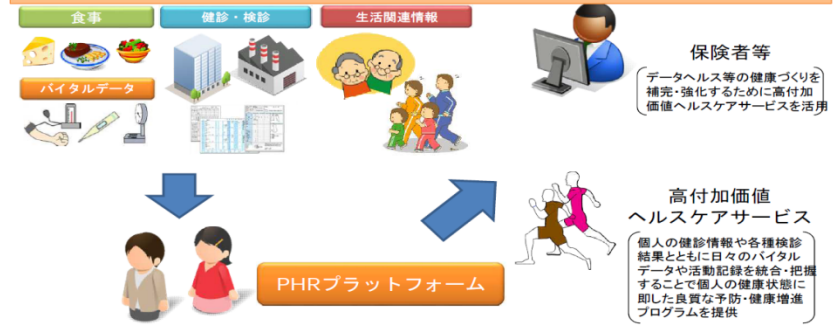 食事
健診・検診
生活関連情報
バイタルデータ
保険者等
データヘルス等の健康づくりを
補完・強化するために高付加
価値ヘルスケアサービスを活用
高付加価値
ヘルスケアサービス
個人の健診情報や各種検診
結果とともに日々のバイタル
データや活動記録を統合・把握
することで個人の健康状態に
即した良質な予防・健康増進
プログラムを提供
PHRプラットフォーム